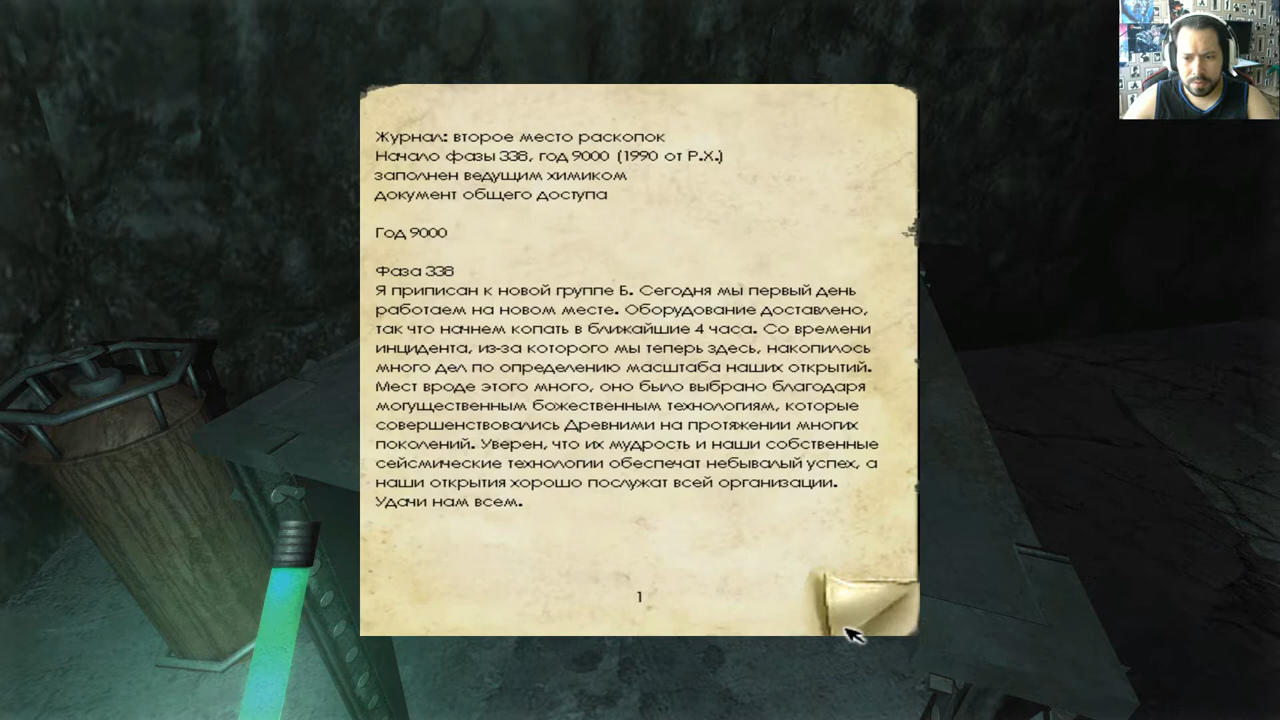 Журнал: второе место раскопок
Начало фазы 338, год 9000 (1990 от Р.Х.)
заполнен ведущим химиком
документ общего доступа
Год 9000
Фаза 338
Я приписан к новой группе Б. Сегодня мы первый день
работаем на новом месте. Оборудование доставлено,
так что начнем копать в ближайшие 4 часа. Со времени
инцидента, из-за которого мы теперь здесь, накопилось
много дел по определению масштаба наших открытий.
Мест вроде этого много, оно было выбрано благодаря
могущественным божественным технологиям, которые
совершенствовались Древними на протяжении многих
поколений. Уверен, что их мудрость и наши собственные
сейсмические технологии обеспечат небывалый успех, а
наши открытия хорошо послужат всей организации.
Удачи нам всем.
1